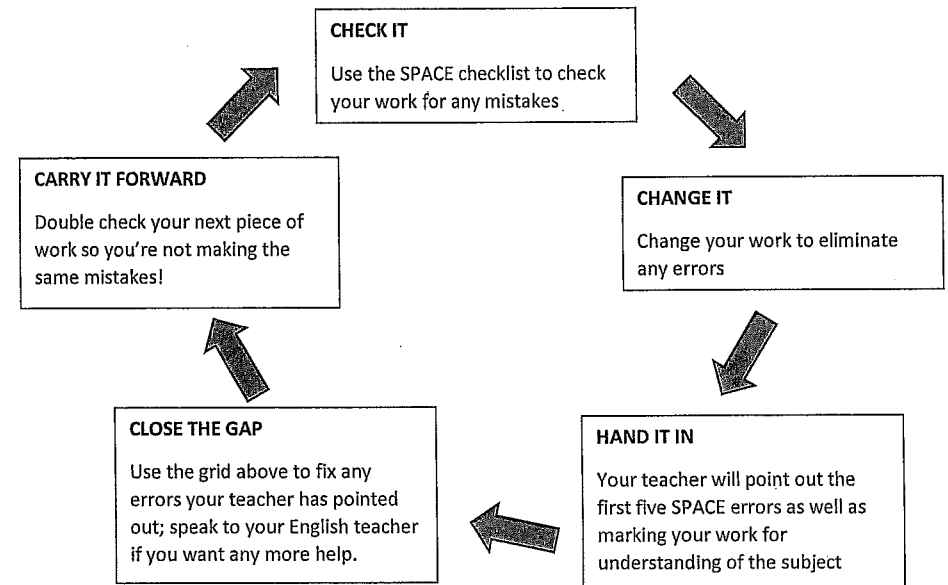 CHECK IT
Use the SPACE checklist to check
your work for any mistakes
CHANGE IT
Change your work to eliminate
any errors
HAND IT IN
Your teacher will point out the
first five SPACE errors as well as
marking your work for
understanding of the subject
CLOSE THE GAP
Use the grid above to fix any
errors your teacher has pointed
out; speak to your English teacher
if you want any more help.
CARRY IT FORWARD
Double check your next piece of
work so you're not making the
same mistakes!